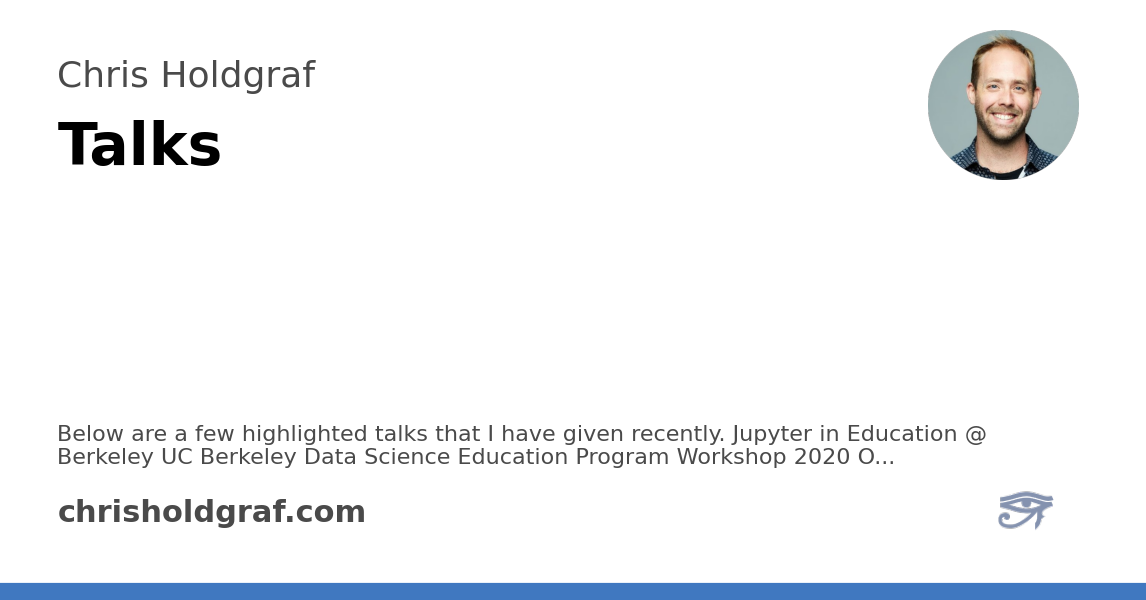 Chris Holdgraf
Talks
Below are a few highlighted talks that I have given recently. Jupyter in Education @
Berkeley UC Berkeley Data Science Education Program Workshop 2020 O...
chrisholdgraf.com